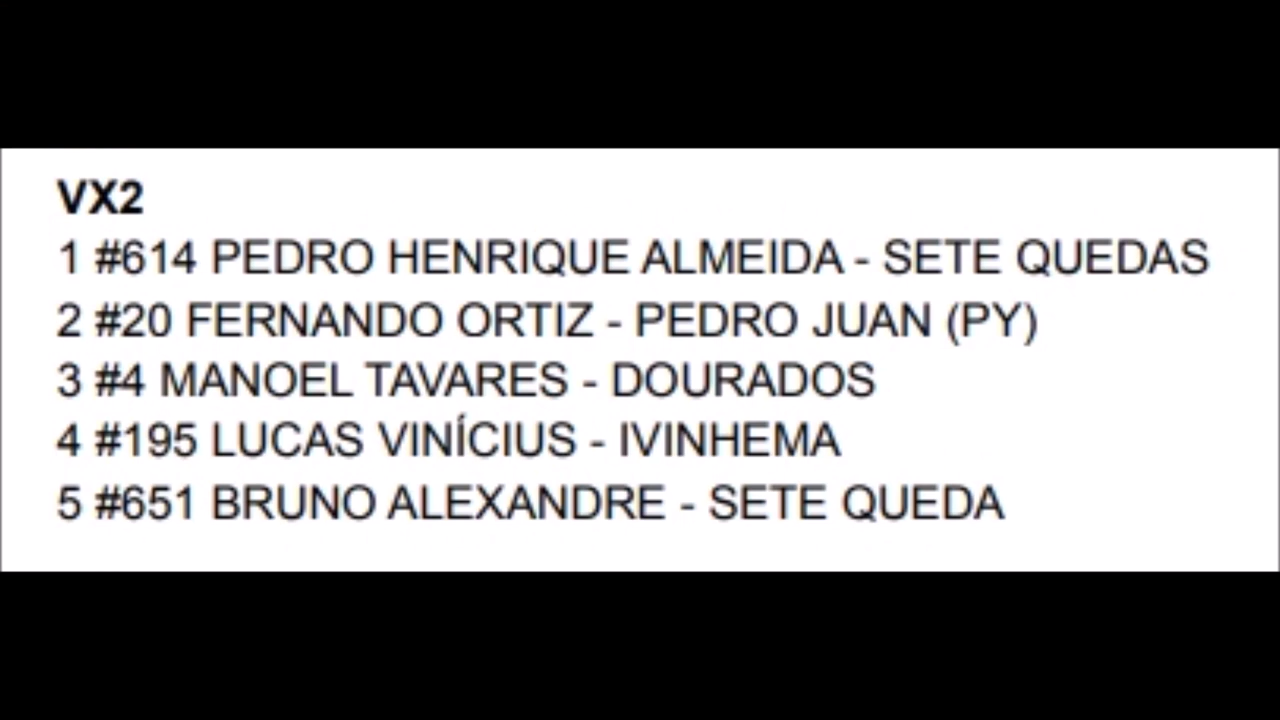 VX2
1 #614 PEDRO HENRIQUE ALMEIDA - SETE QUEDAS
2 #20 FERNANDO ORTIZ - PEDRO JUAN (PY)
3 #4 MANOEL TAVARES - DOURADOS
4 #195 LUCAS VINÍCIUS - IVINHEMA
5 #651 BRUNO ALEXANDRE - SETE QUEDA